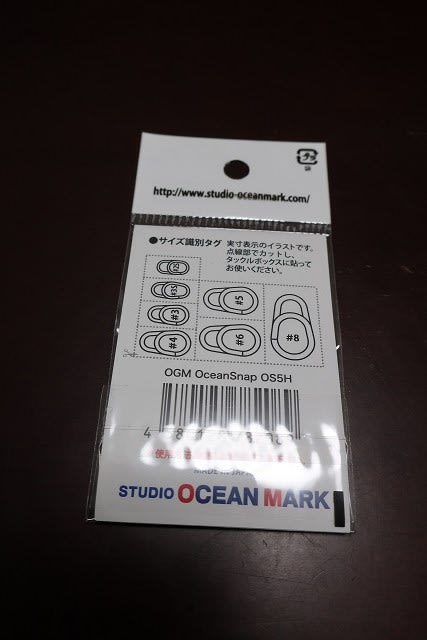 プラ
袋
http://www.studio-oceanmark.com/
●サイズ識別タグ
実寸表示のイラストです。
点線部でカットし、
タックルボックスに貼って
お使いください。
#3S
#3
#4
#5
#6
#8
OGM OceanSnap OS5H
MADE IN JAPAN
STUDIO OCEAN MARK